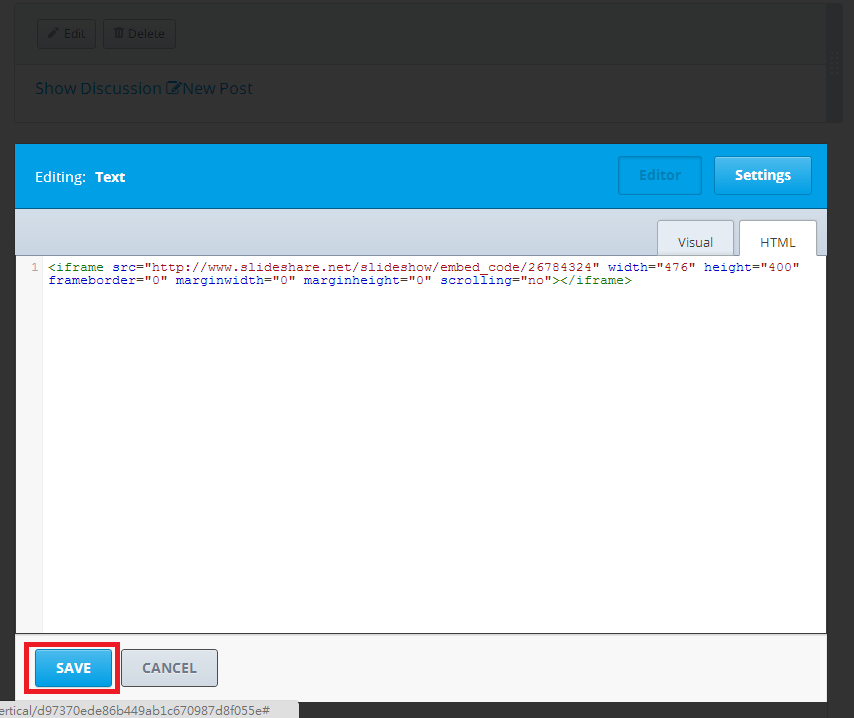 Edit Delete
Show Discussion New Post
Editing: Text Editor Settings
Visual HTML
1 <iframe src="http://www.slideshare.net/slideshow/embed_code/26784324" width="476" height="400"
frameborder="0" marginwidth="0" marginheight="0" scrolling="no"></iframe>
SAVE CANCEL
ertical/d97370ede86b449ab1c670987d8f055e#